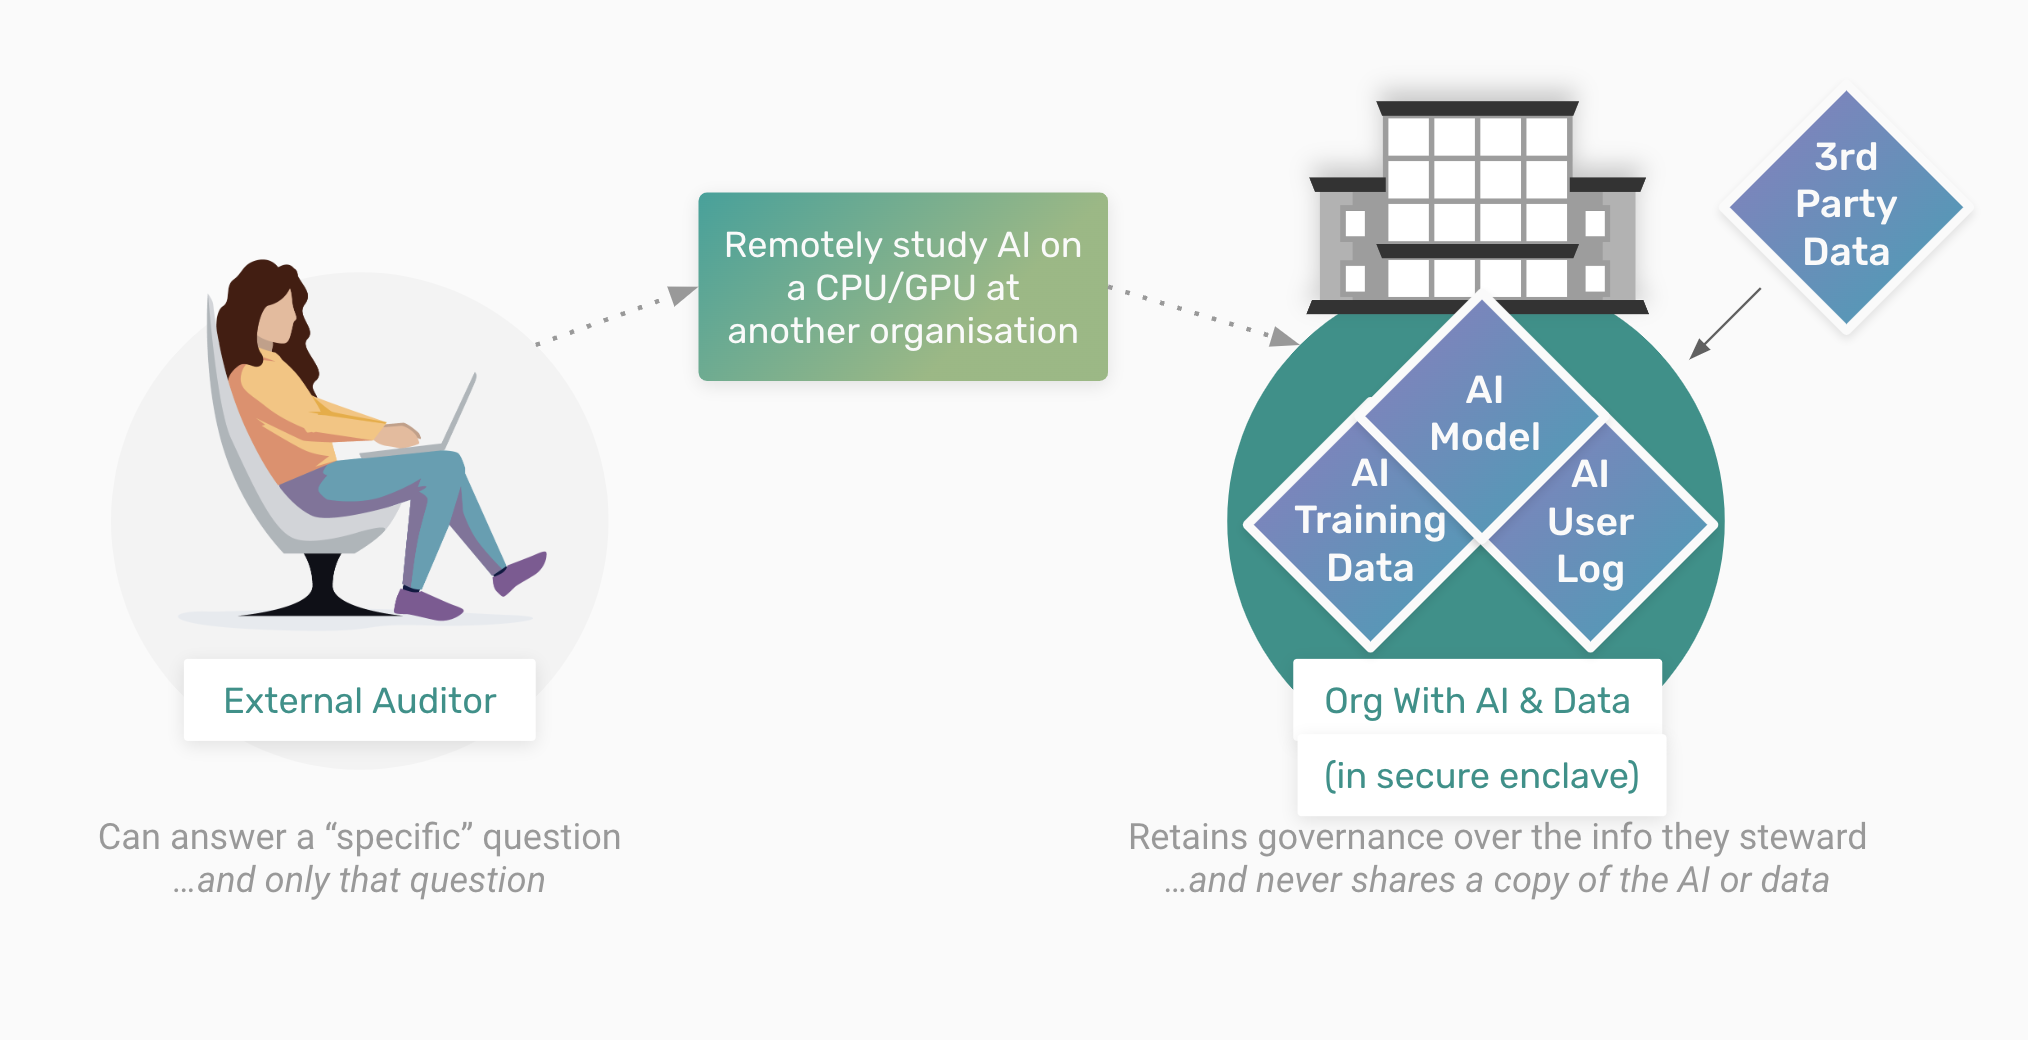 Remotely study AI on
a CPU/GPU at
another organisation
3rd
Party
Data
AI
Model
AI
Training
Data
AI
User
Log
External Auditor
Org With AI & Data
(in secure enclave)
Can answer a “specific” question
...and only that question
Retains governance over the info they steward
...and never shares a copy of the AI or data